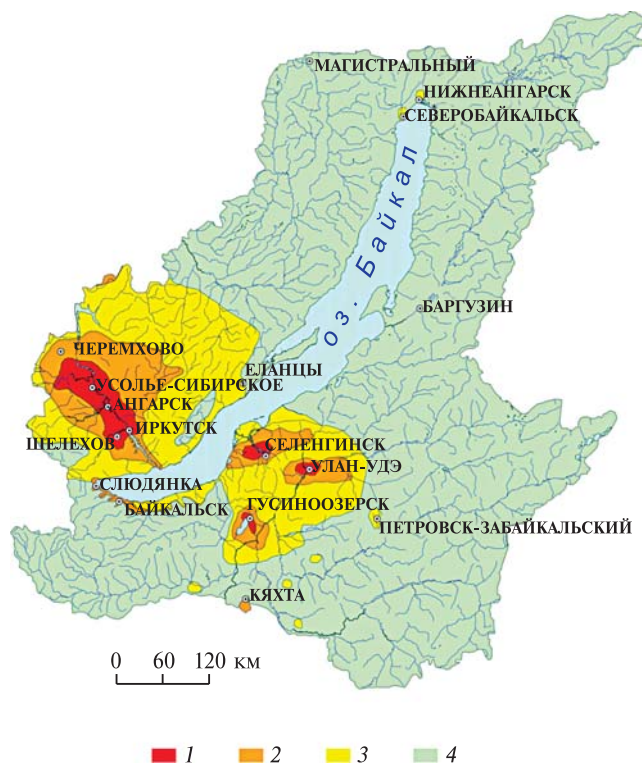 МАГИСТРАЛЬНЫЙ
НИЖНЕАНГАРСК
СЕВЕРОБАЙКАЛЬСК
оз. Байкал
БАРГУЗИН
ЧЕРЕМХОВО
ЕЛАНЦЫ
УСОЛЬЕ-СИБИРСКОЕ
АНГАРСК
ИРКУТСК
ШЕЛЕХОВ
СЕЛЕНГИНСК
УЛАН-УДЭ
СЛЮДЯНКА
БАЙКАЛЬСК
ГУСИНООЗЕРСК
ПЕТРОВСК-ЗАБАЙКАЛЬСКИЙ
КЯХТА
0 60 120 км
1 2 3 4